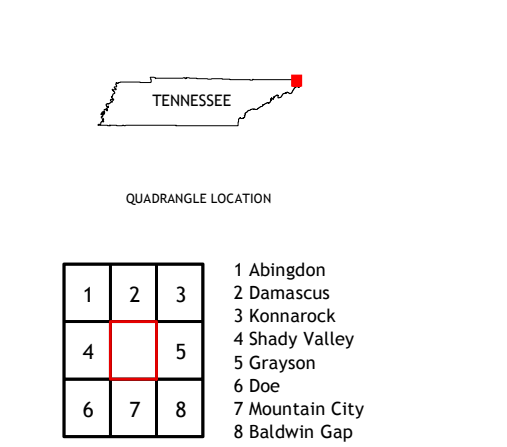 TENNESSEE
QUADRANGLE LOCATION
1 2 3
4 5
6 7 8
1 Abingdon
2 Damascus
3 Konnarock
4 Shady Valley
5 Grayson
6 Doe
7 Mountain City
8 Baldwin Gap